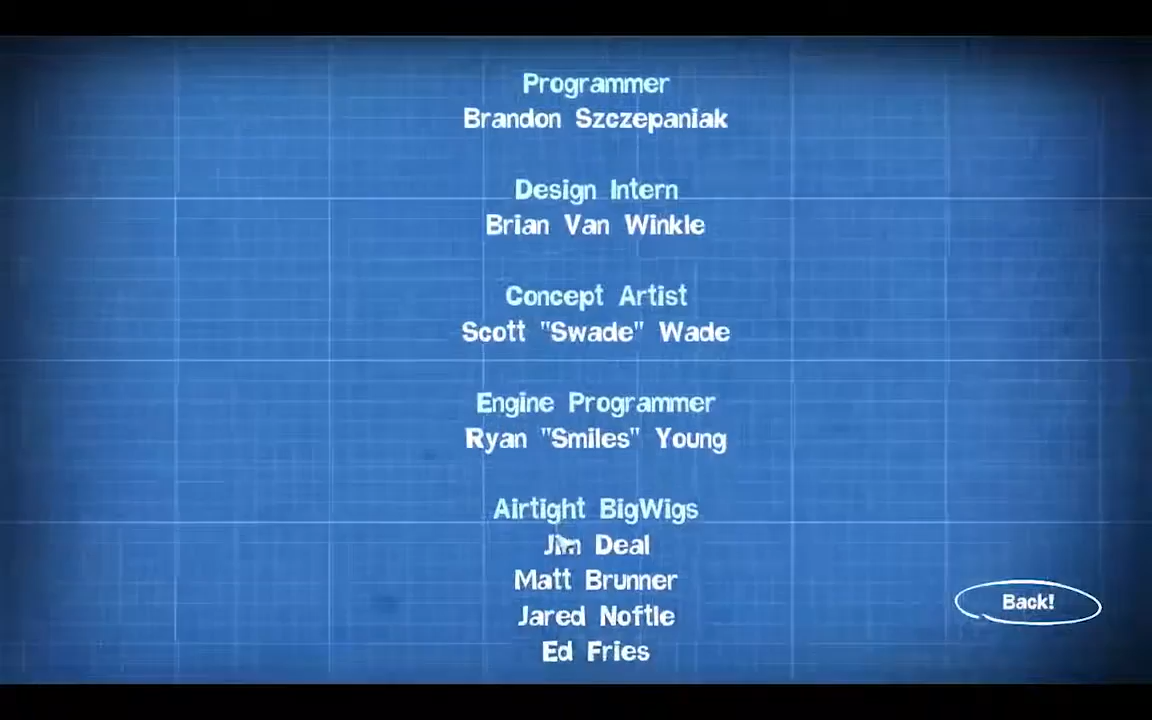 Programmer
Brandon Szczepaniak
Design Intern
Brian Van Winkle
Concept Artist
Scott "Swade" Wade
Engine Programmer
Ryan "Smiles" Young
Airtight BigWigs
Jim Deal
Matt Brunner
Jared Noftle
Ed Fries
Back!